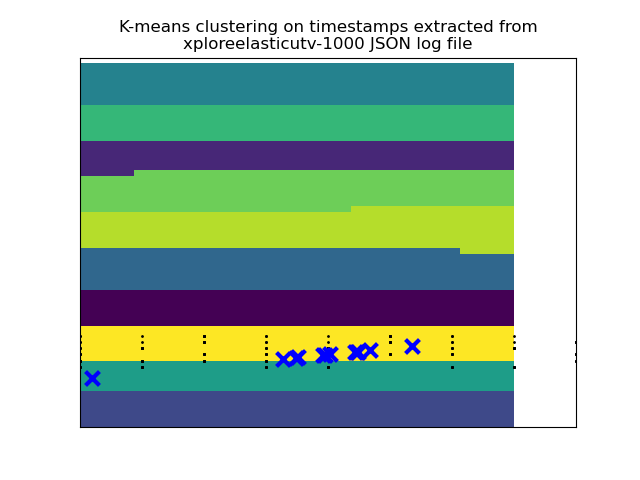 K-means clustering on timestamps extracted from
xploreelasticutv-1000 JSON log file